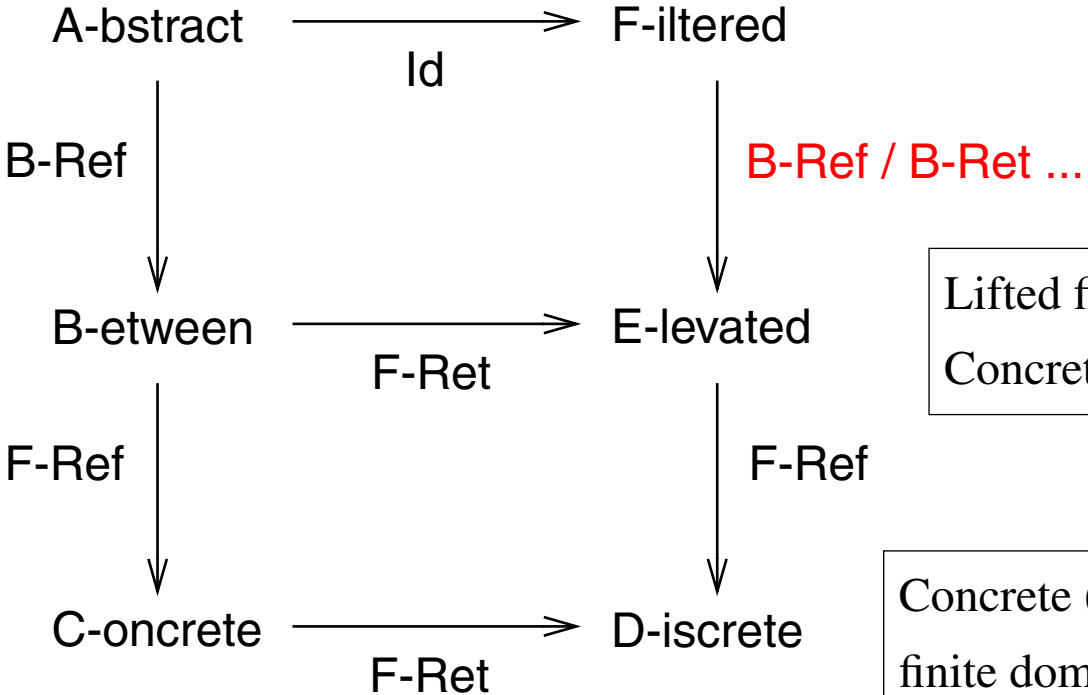 A-bstract
F-iltered
Id
B-Ref
B-Ref / B-Ret ...
Lifted
B-etween
E-levated
F-Ret
Concret
F-Ref
F-Ref
Concrete
C-oncrete
D-iscrete
finite dom
F-Ret